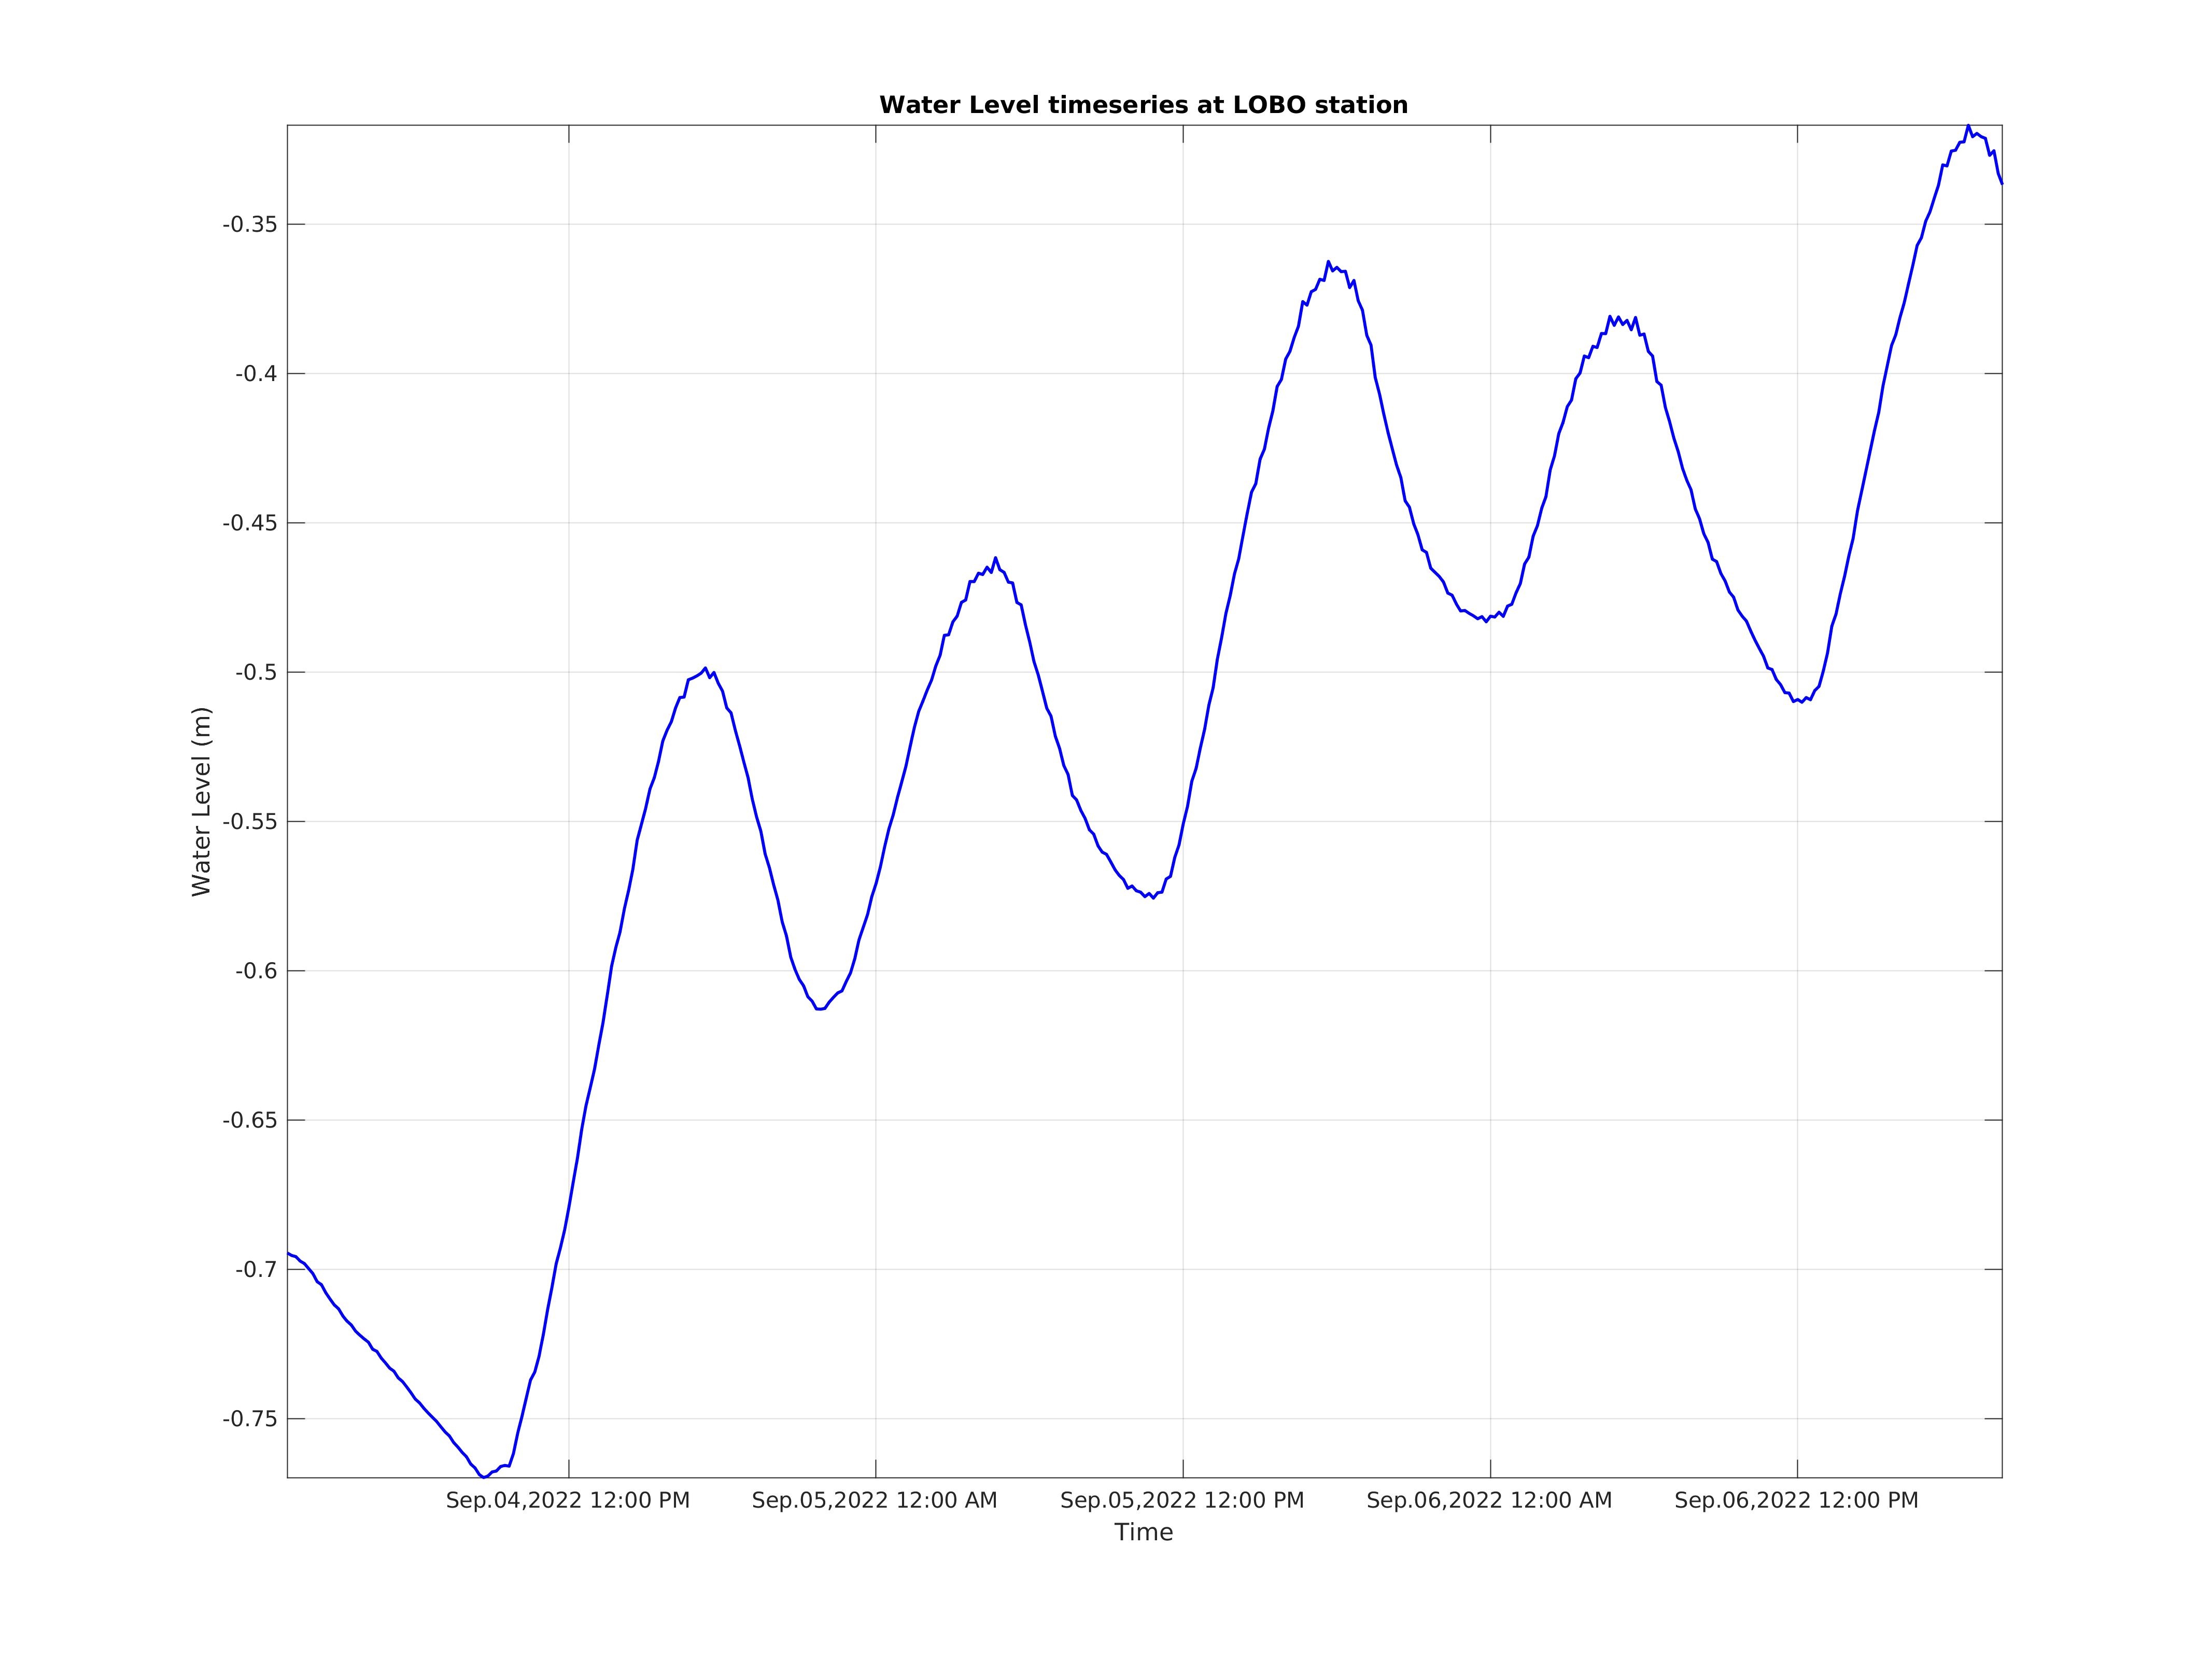 Water Level timeseries at LOBO station
-0.35
-0.4
-0.45
-0.5
-0.55
-0.6
-0.65
-0.7
-0.75
Water Level (m)
Sep.04,2022 12:00 PM
Sep.05,2022 12:00 AM
Sep.05,2022 12:00 PM
Sep.06,2022 12:00 AM
Sep.06,2022 12:00 PM
Time